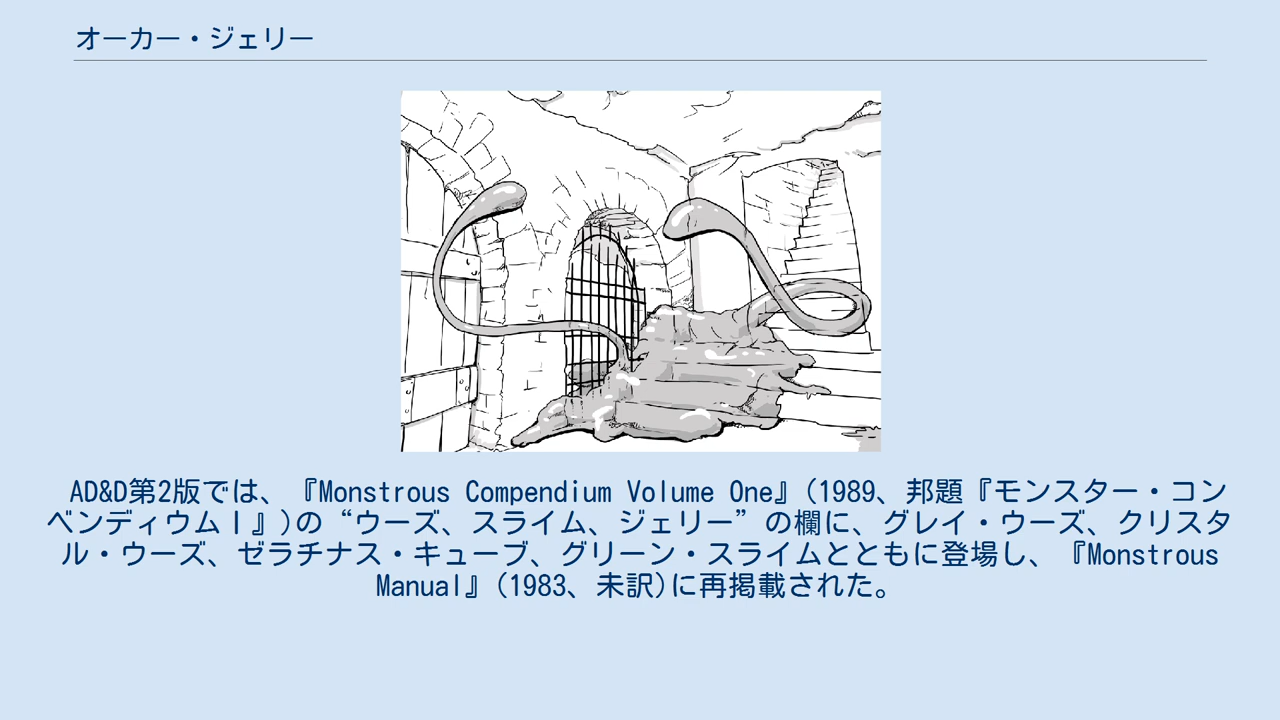 オーカー・ジェリー
AD&D第2版では、『Monstrous Compendium Volume One』(1989、邦題『モンスター・コン
ペンディウムⅠ』)の“ウーズ、スライム、ジェリー”の欄に、グレイ・ウーズ、クリスタ
ル・ウーズ、ゼラチナス・キューブ、グリーン・スライムとともに登場し、『Monstrous
Manual』(1983、未訳)に再掲載された。